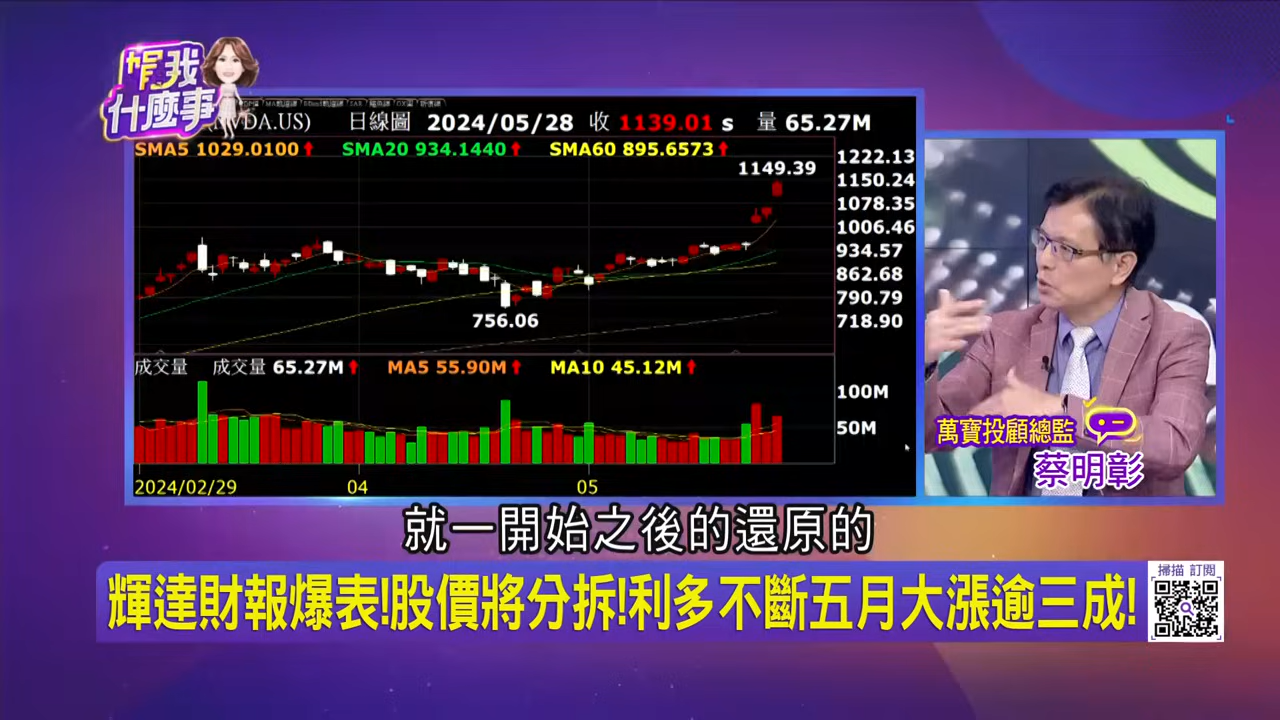 幄我
什麼事
VDA.US) 日線圖 2024/05/28 收 1139.01 s 量 65.27M
SMA5 1029.0100 SMA20 934.1440 SMA60 895.6573
1149.39
756.06
1222.13
1150.24
1078.35
1006.46
934.57
862.68
790.79
718.90
成交量 成交量 65.27M MA5 55.90M MA10 45.12M
100M
50M
2024/02/29 04 05
萬寶投顧總監
蔡明彰
就一開始之後的還原的
輝達財報爆表!股價將分拆!利多不斷五月大漲逾三成!
掃描 訂閱